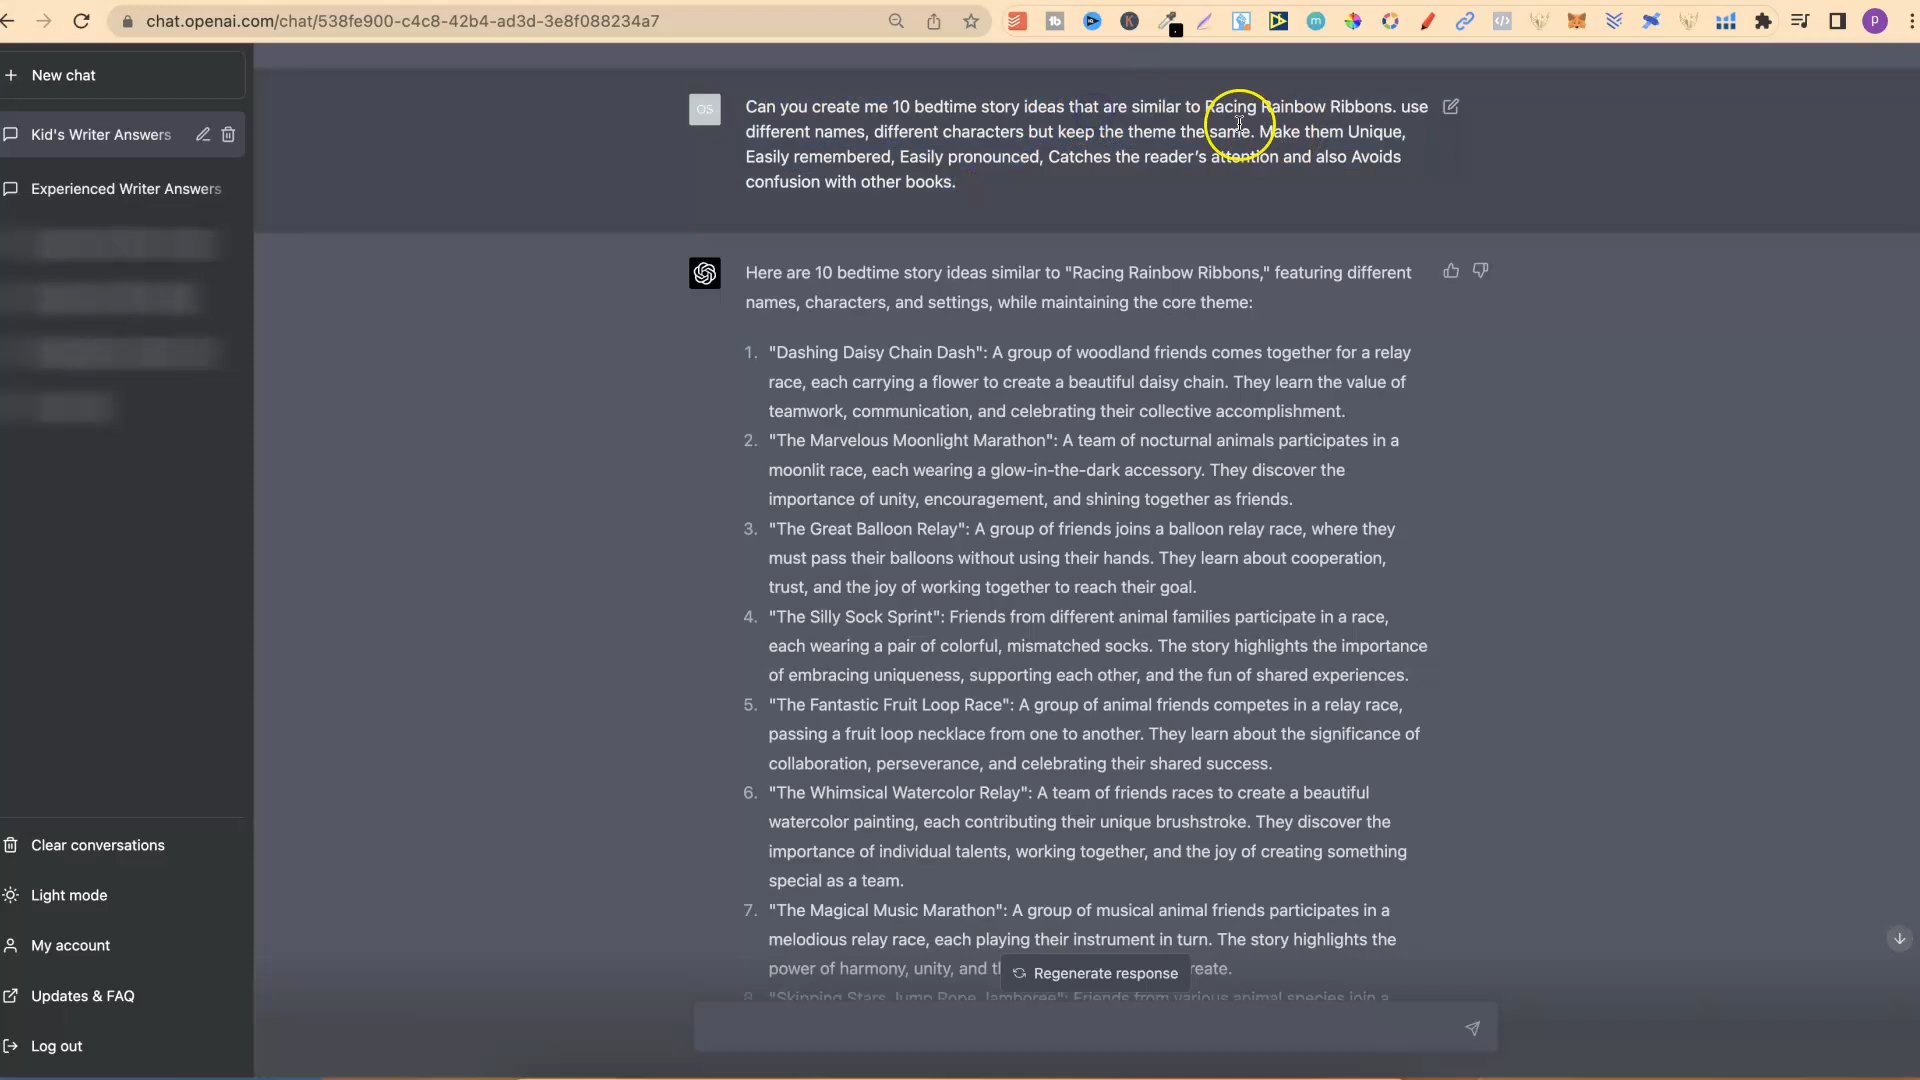 chat.openai.com/chat/538fe900-c4c8-42b4-ad3d-3e8f088234a7
P
New chat
Kid's Writer Answers
Experienced Writer Answers
Clear conversations
Light mode
My account
Updates & FAQ
Log out
OS
Can you create me 10 bedtime story ideas that are similar to Racing Rainbow Ribbons. use
different names, different characters but keep the theme the same. Make them Unique,
Easily remembered, Easily pronounced, Catches the reader's attention and also Avoids
confusion with other books.
Here are 10 bedtime story ideas similar to "Racing Rainbow Ribbons," featuring different
names, characters, and settings, while maintaining the core theme:
1. "Dashing Daisy Chain Dash": A group of woodland friends comes together for a relay
race, each carrying a flower to create a beautiful daisy chain. They learn the value of
teamwork, communication, and celebrating their collective accomplishment.
2. "The Marvelous Moonlight Marathon": A team of nocturnal animals participates in a
moonlit race, each wearing a glow-in-the-dark accessory. They discover the
importance of unity, encouragement, and shining together as friends.
3. "The Great Balloon Relay": A group of friends joins a balloon relay race, where they
must pass their balloons without using their hands. They learn about cooperation,
trust, and the joy of working together to reach their goal.
4. "The Silly Sock Sprint": Friends from different animal families participate in a race,
each wearing a pair of colorful, mismatched socks. The story highlights the importance
of embracing uniqueness, supporting each other, and the fun of shared experiences.
5. "The Fantastic Fruit Loop Race": A group of animal friends competes in a relay race,
passing a fruit loop necklace from one to another. They learn about the significance of
collaboration, perseverance, and celebrating their shared success.
6. "The Whimsical Watercolor Relay": A team of friends races to create a beautiful
watercolor painting, each contributing their unique brushstroke. They discover the
importance of individual talents, working together, and the joy of creating something
special as a team.
7. "The Magical Music Marathon": A group of musical animal friends participates in a
melodious relay race, each playing their instrument in turn. The story highlights the
power of harmony, unity, and reate.
Regenerate response
8. "Skipping Stars Jump Rope Jamboree": Friends from various animal species join a